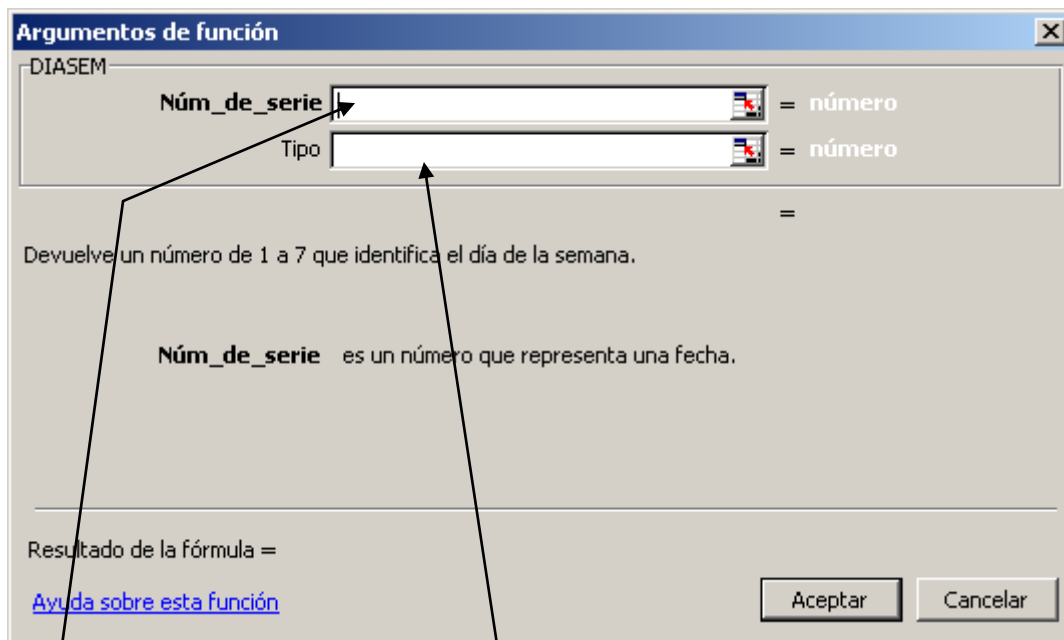 Argumentos de función
DIASEM
Núm_de_serie = número
Tipo = número
=
Devuelve un número de 1 a 7 que identifica el día de la semana.
Núm_de_serie es un número que representa una fecha.
Resultado de la fórmula =
Ayuda sobre esta función
Aceptar Cancelar